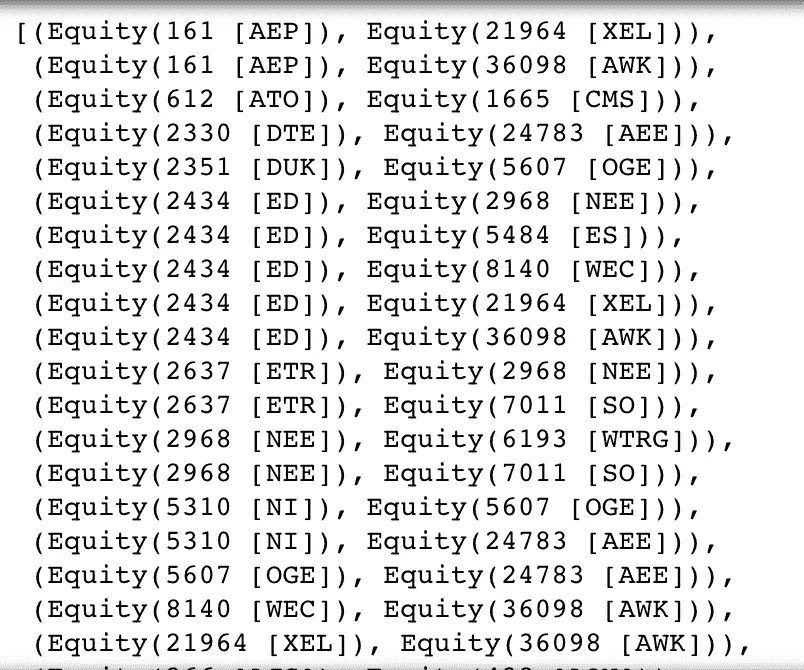 [(Equity(161 [AEP]), Equity(21964 [XEL])),
(Equity(161 [AEP]), Equity(36098 [AWK])),
(Equity(612 [ATO]), Equity(1665 [CMS])),
(Equity(2330 [DTE]), Equity(24783 [AEE])),
(Equity(2351 [DUK]), Equity(5607 [OGE])),
(Equity(2434 [ED]), Equity(2968 [NEE])),
(Equity(2434 [ED]), Equity(5484 [ES])),
(Equity(2434 [ED]), Equity(8140 [WEC])),
(Equity(2434 [ED]), Equity(21964 [XEL])),
(Equity(2434 [ED]), Equity(36098 [AWK])),
(Equity(2637 [ETR]), Equity(2968 [NEE])),
(Equity(2637 [ETR]), Equity(7011 [SO])),
(Equity(2968 [NEE]), Equity(6193 [WTRG])),
(Equity(2968 [NEE]), Equity(7011 [SO])),
(Equity(5310 [NI]), Equity(5607 [OGE])),
(Equity(5310 [NI]), Equity(24783 [AEE])),
(Equity(5607 [OGE]), Equity(24783 [AEE])),
(Equity(8140 [WEC]), Equity(36098 [AWK])),
(Equity(21964 [XEL]), Equity(36098 [AWK])),